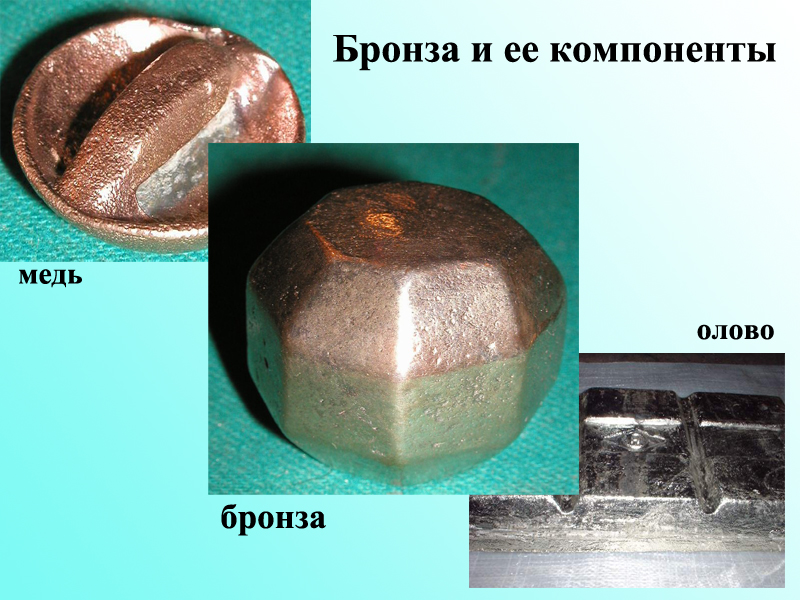 Бронза и ее компоненты
медь
олово
бронза